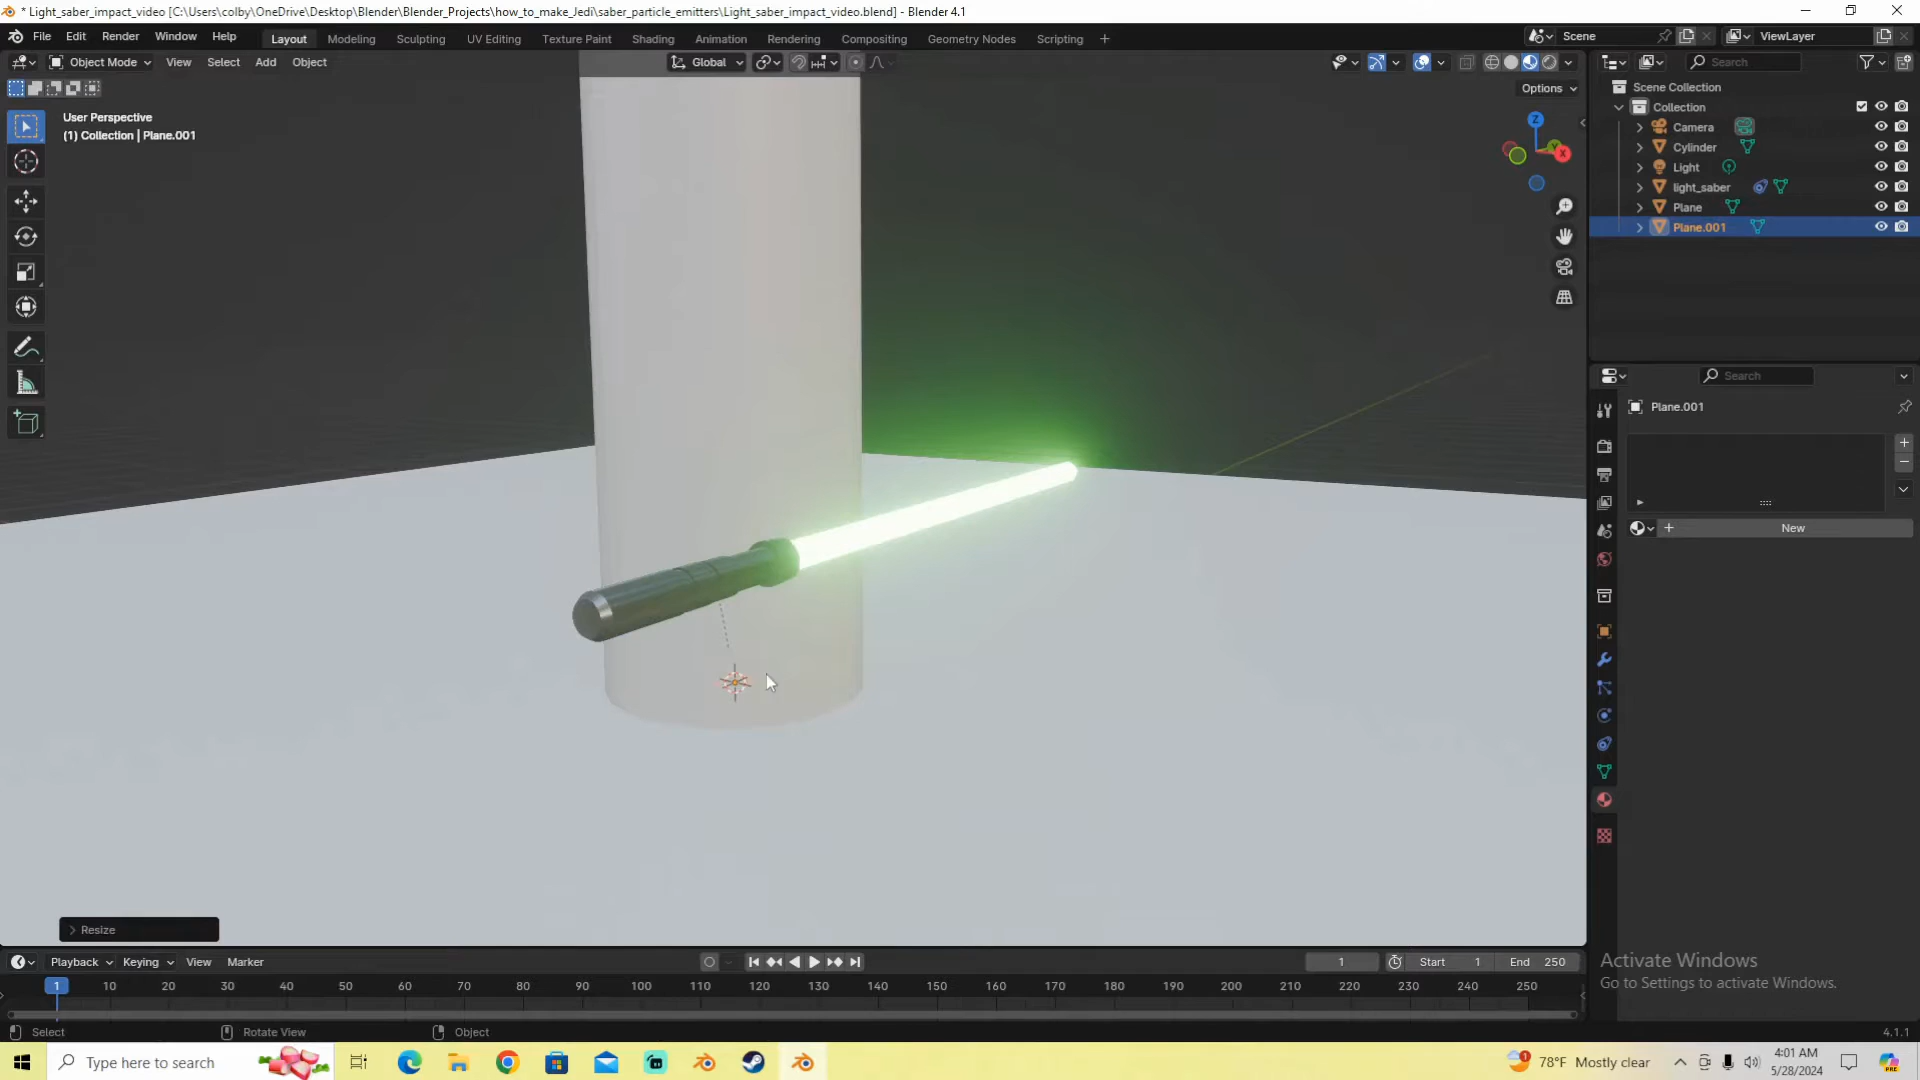 * Light_saber_impact_video [C:\Users\colby\OneDrive\Desktop\Blender\Blender_Projects\how_to_make_Jedi\saber_particle_emitters\Light_saber_impact_video.blend] - Blender 4.1
File Edit Render Window Help Layout Modeling Sculpting UV Editing Texture Paint Shading Animation Rendering Compositing Geometry Nodes Scripting + Scene ViewLayer
Object Mode View Select Add Object Global Search
Options
User Perspective
(1) Collection | Plane.001
Z
Y
X
Scene Collection
Collection
Camera
Cylinder
Light
light_saber
Plane
Plane.001
Search
Plane.001
New
Resize
Playback Keying View Marker 1 Start 1 End 250
1 10 20 30 40 50 60 70 80 90 100 110 120 130 140 150 160 170 180 190 200 210 220 230 240 250
Activate Windows
Go to Settings to activate Windows.
Select Rotate View Object 4.1.1
Type here to search
1 78°F Mostly clear
4:01 AM
5/28/2024
PRE